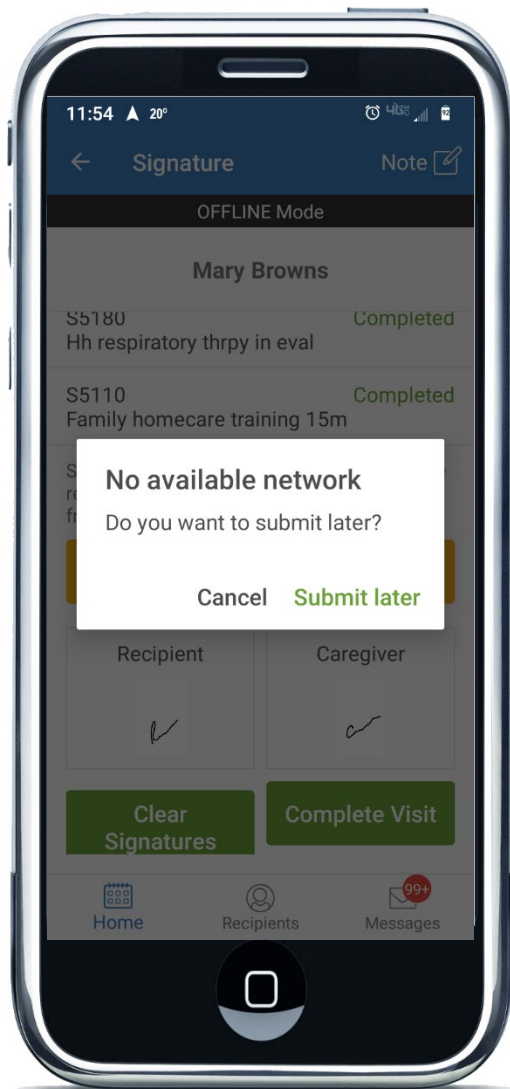 11:54 20°
Signature Note
OFFLINE Mode
Mary Browns
S5180 Completed
Hh respiratory thrpy in eval
S5110 Completed
Family homecare training 15m
No available network
Do you want to submit later?
Cancel Submit later
Recipient Caregiver
Clear Signatures
Complete Visit
99+
Home Recipients Messages